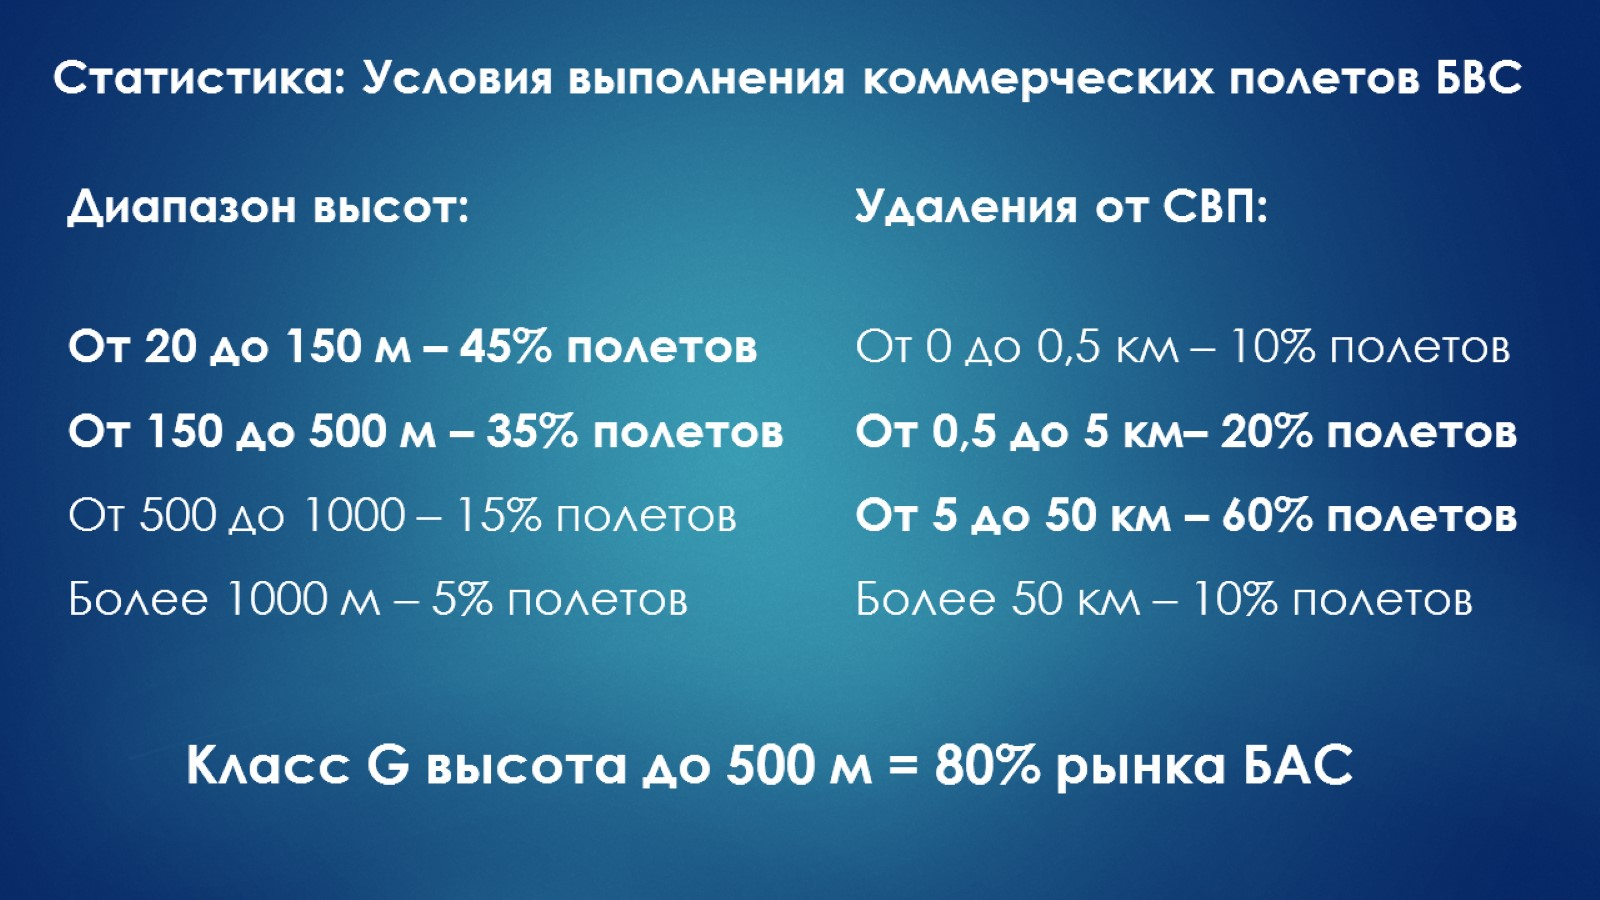 Статистика: Условия выполнения коммерческих полетов БВС
Диапазон высот:
От 20 до 150 м – 45% полетов
От 150 до 500 м – 35% полетов
От 500 до 1000 – 15% полетов
Более 1000 м – 5% полетов
Удаления от СВП:
От 0 до 0,5 км – 10% полетов
От 0,5 до 5 км– 20% полетов
От 5 до 50 км – 60% полетов
Более 50 км – 10% полетов
Класс G высота до 500 м = 80% рынка БАС